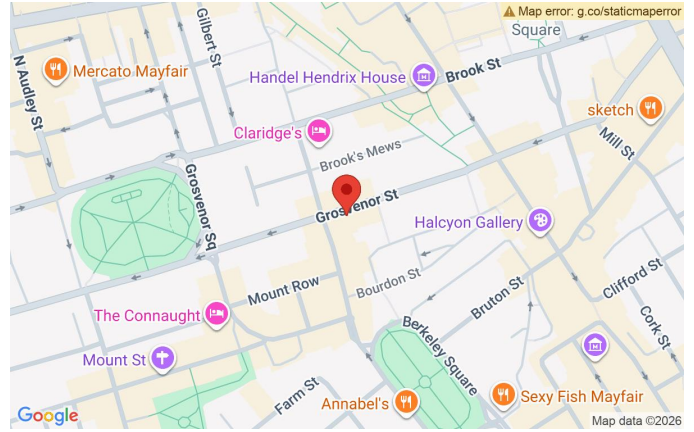 Map error: g.co/staticmaperror
Square
Gilbert St
N Audley St
Mercato Mayfair
Handel Hendrix House
Brook St
sketch
Mill St
Claridge's
Brook's Mews
Grosvenor Sq
Grosvenor St
Halcyon Gallery
Mount Row
Bourdon St
Bruton St
Clifford St
Cork St
The Connaught
Mount St
Berkeley Square
Farm St
Annabel's
Sexy Fish Mayfair
Google
Map data ©2026